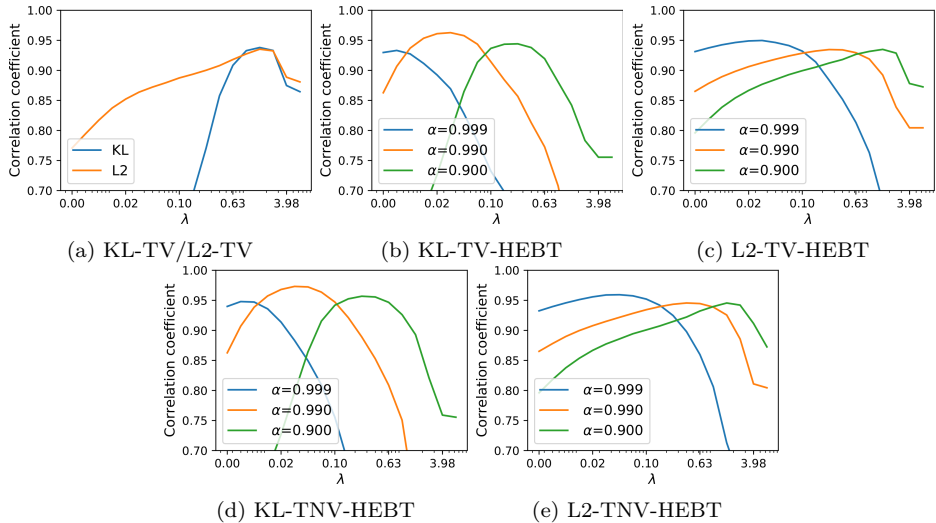 1.00
0.95
0.90
0.85
0.80
0.75
0.70
Correlation coefficient
KL
L2
0.00 0.02 0.10 0.63 3.98
λ
(a) KL-TV/L2-TV
1.00
0.95
0.90
0.85
0.80
0.75
0.70
Correlation coefficient
α=0.999
α=0.990
α=0.900
0.00 0.02 0.10 0.63 3.98
λ
(b) KL-TV-HEBT
1.00
0.95
0.90
0.85
0.80
0.75
0.70
Correlation coefficient
α=0.999
α=0.990
α=0.900
0.00 0.02 0.10 0.63 3.98
λ
(c) L2-TV-HEBT
1.00
0.95
0.90
0.85
0.80
0.75
0.70
Correlation coefficient
α=0.999
α=0.990
α=0.900
0.00 0.02 0.10 0.63 3.98
λ
(d) KL-TNV-HEBT
1.00
0.95
0.90
0.85
0.80
0.75
0.70
Correlation coefficient
α=0.999
α=0.990
α=0.900
0.00 0.02 0.10 0.63 3.98
λ
(e) L2-TNV-HEBT